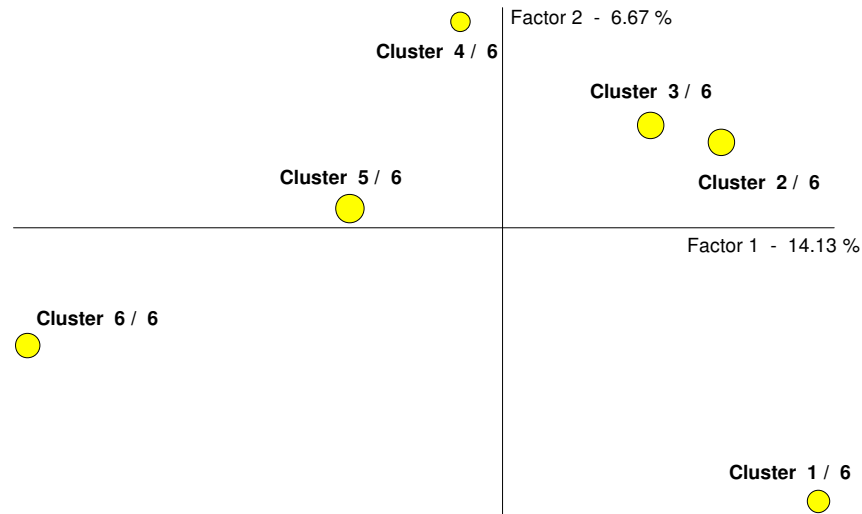 Factor 2 - 6.67 %
Cluster 4 / 6
Cluster 3 / 6
Cluster 5 / 6
Cluster 2 / 6
Factor 1 - 14.13 %
Cluster 6 / 6
Cluster 1 / 6